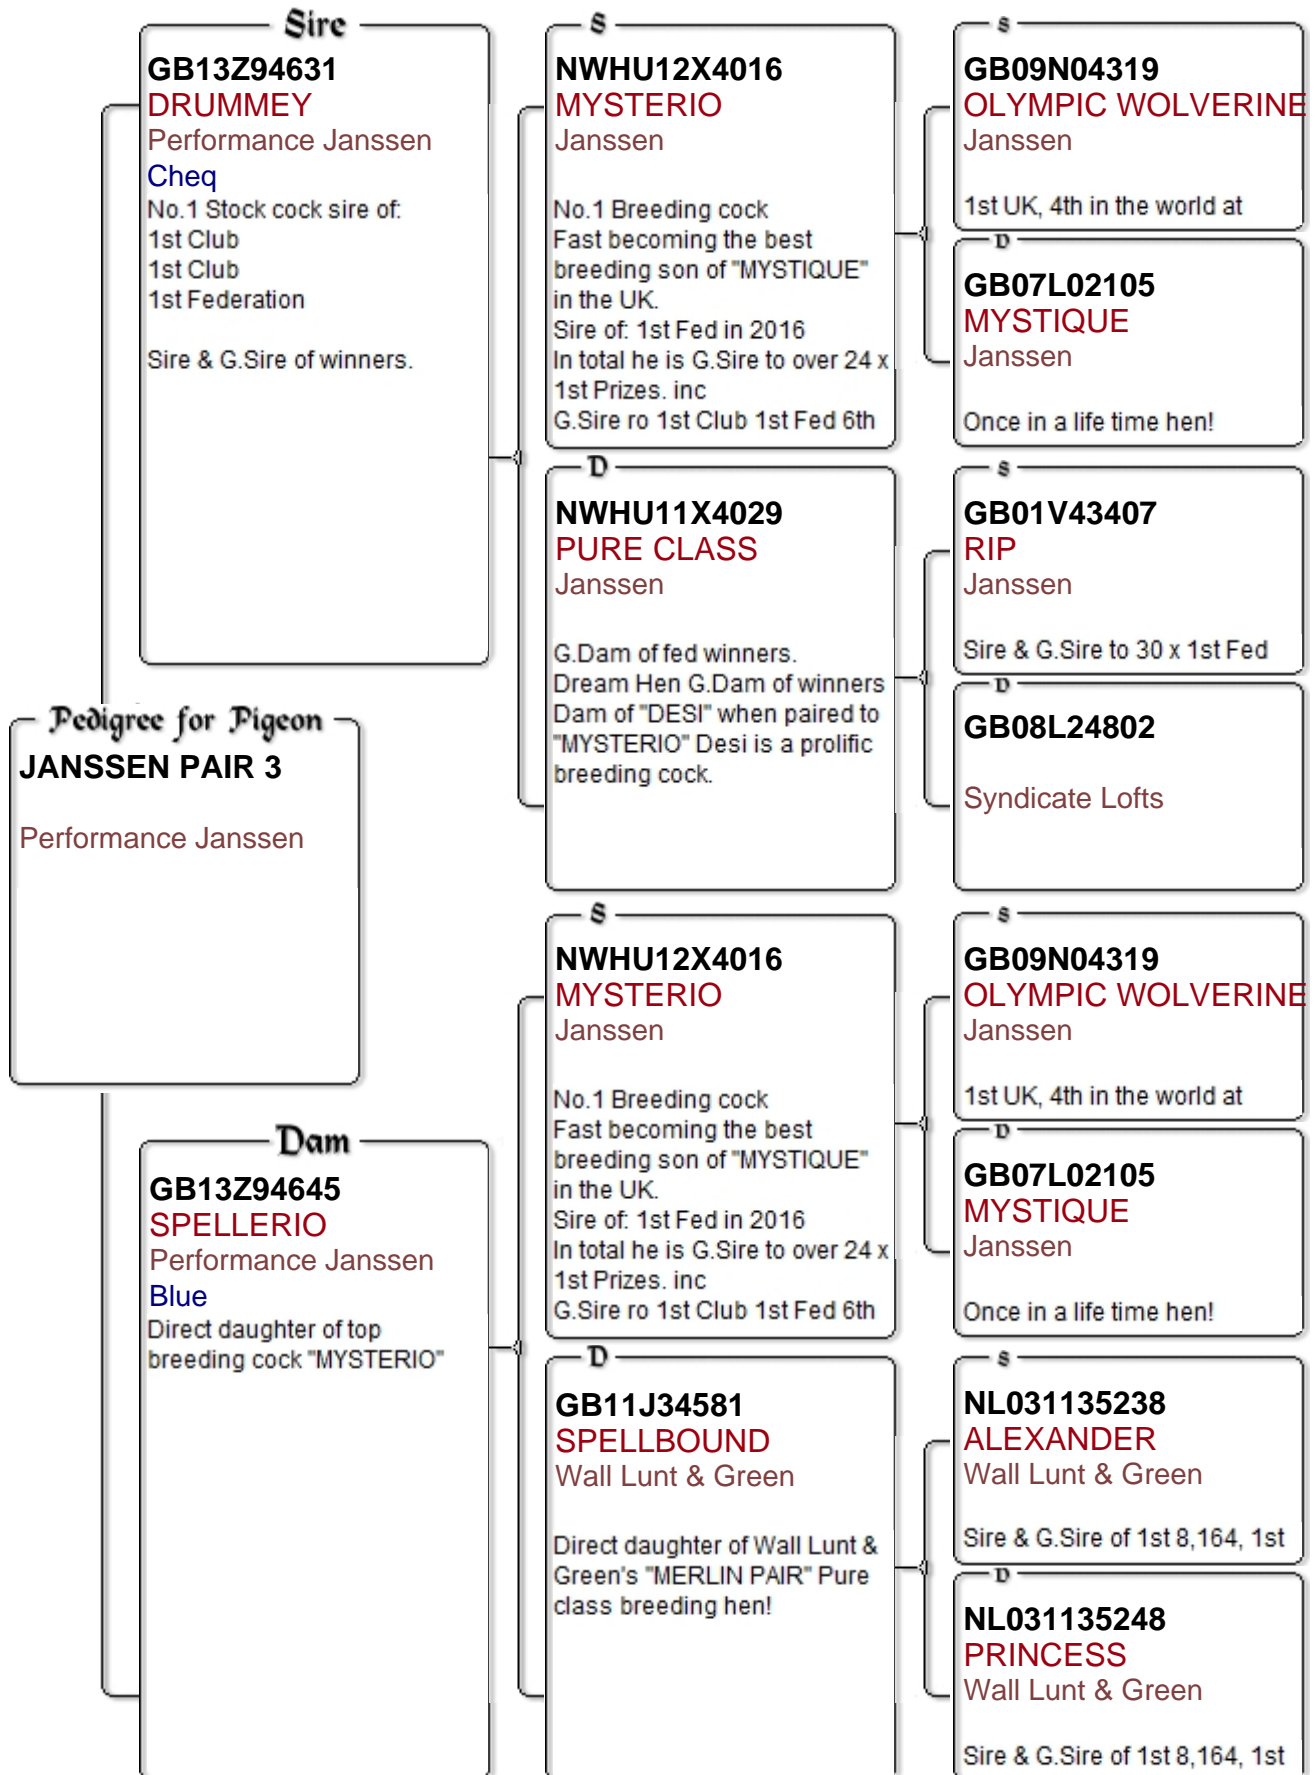 Sire
GB13Z94631
DRUMMEY
Performance Janssen
Cheq
No.1 Stock cock sire of:
1st Club
1st Club
1st Federation
Sire & G.Sire of winners.
S
NWHU12X4016
MYSTERIO
Janssen
No.1 Breeding cock
Fast becoming the best
breeding son of "MYSTIQUE"
in the UK.
Sire of: 1st Fed in 2016
In total he is G.Sire to over 24 x
1st Prizes. inc
G.Sire ro 1st Club 1st Fed 6th
S
GB09N04319
OLYMPIC WOLVERINE
Janssen
1st UK, 4th in the world at
D
GB07L02105
MYSTIQUE
Janssen
Once in a life time hen!
D
NWHU11X4029
PURE CLASS
Janssen
G.Dam of fed winners.
Dream Hen G.Dam of winners
Dam of "DESI" when paired to
"MYSTERIO" Desi is a prolific
breeding cock.
S
GB01V43407
RIP
Janssen
Sire & G.Sire to 30 x 1st Fed
D
GB08L24802
Syndicate Lofts
Pedigree for Pigeon
JANSSEN PAIR 3
Performance Janssen
Dam
GB13Z94645
SPELLERIO
Performance Janssen
Blue
Direct daughter of top
breeding cock "MYSTERIO"
S
NWHU12X4016
MYSTERIO
Janssen
No.1 Breeding cock
Fast becoming the best
breeding son of "MYSTIQUE"
in the UK.
Sire of: 1st Fed in 2016
In total he is G.Sire to over 24 x
1st Prizes. inc
G.Sire ro 1st Club 1st Fed 6th
S
GB09N04319
OLYMPIC WOLVERINE
Janssen
1st UK, 4th in the world at
D
GB07L02105
MYSTIQUE
Janssen
Once in a life time hen!
D
GB11J34581
SPELLBOUND
Wall Lunt & Green
Direct daughter of Wall Lunt &
Green's "MERLIN PAIR" Pure
class breeding hen!
S
NL031135238
ALEXANDER
Wall Lunt & Green
Sire & G.Sire of 1st 8,164, 1st
D
NL031135248
PRINCESS
Wall Lunt & Green
Sire & G.Sire of 1st 8,164, 1st